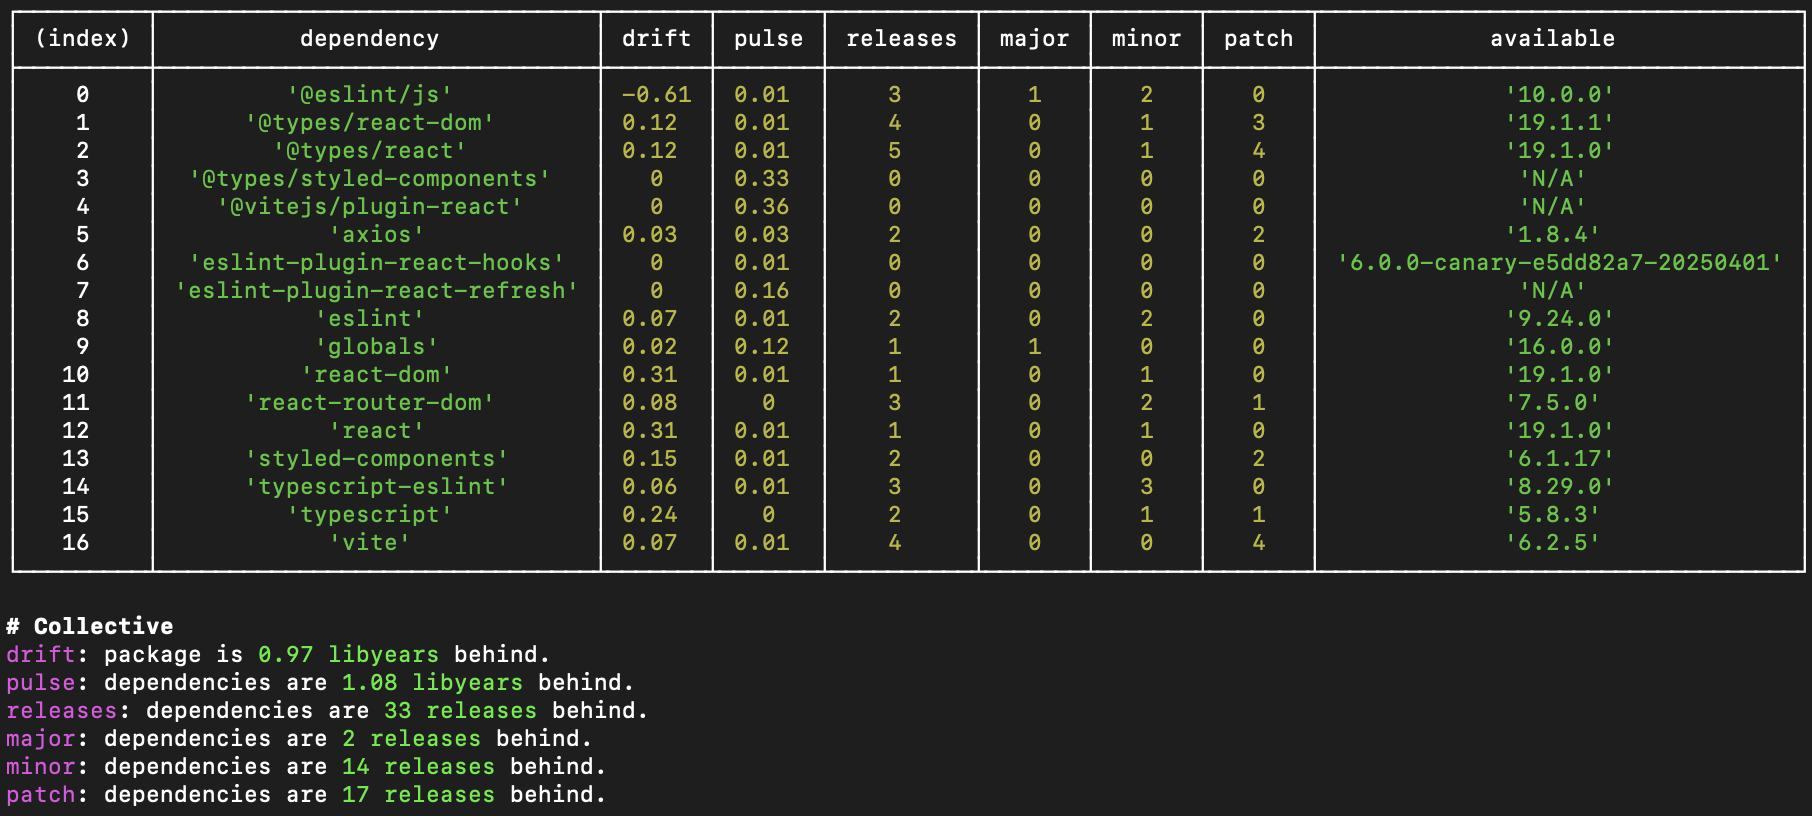 (index) dependency drift pulse releases major minor patch available
0 '@eslint/js' -0.61 0.01 3 1 2 0 '10.0.0'
1 '@types/react-dom' 0.12 0.01 4 0 1 3 '19.1.1'
2 '@types/react' 0.12 0.01 5 0 1 4 '19.1.0'
3 '@types/styled-components' 0 0.33 0 0 0 0 'N/A'
4 '@vitejs/plugin-react' 0 0.36 0 0 0 0 'N/A'
5 'axios' 0.03 0.03 2 0 0 2 '1.8.4'
6 'eslint-plugin-react-hooks' 0 0.01 0 0 0 0 '6.0.0-canary-e5dd82a7-20250401'
7 'eslint-plugin-react-refresh' 0 0.16 0 0 0 0 'N/A'
8 'eslint' 0.07 0.01 2 0 2 0 '9.24.0'
9 'globals' 0.02 0.12 1 1 0 0 '16.0.0'
10 'react-dom' 0.31 0.01 1 0 1 0 '19.1.0'
11 'react-router-dom' 0.08 0 3 0 2 1 '7.5.0'
12 'react' 0.31 0.01 1 0 1 0 '19.1.0'
13 'styled-components' 0.15 0.01 2 0 0 2 '6.1.17'
14 'typescript-eslint' 0.06 0.01 3 0 3 0 '8.29.0'
15 'typescript' 0.24 0 2 0 1 1 '5.8.3'
16 'vite' 0.07 0.01 4 0 0 4 '6.2.5'
# Collective
drift: package is 0.97 libyears behind.
pulse: dependencies are 1.08 libyears behind.
releases: dependencies are 33 releases behind.
major: dependencies are 2 releases behind.
minor: dependencies are 14 releases behind.
patch: dependencies are 17 releases behind.